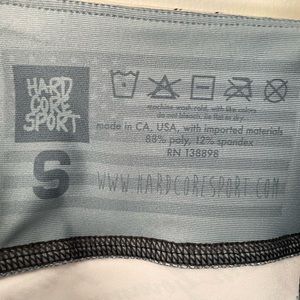 HARD
CORE
SPORT
machine wash cold, with like colors
do not bleach, lie flat to dry
made in CA, USA, with imported materials
88% poly, 12% spandex
RN 138898
S
WWW.HARDCORESPORT.COM